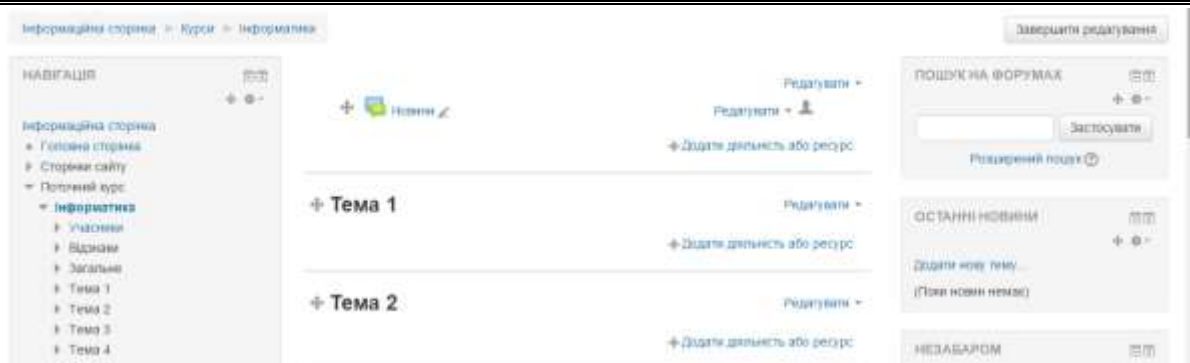 Інформаційна сторінка ► Курси ► Інформатика
Завершити редагування
НАВІГАЦІЯ
Інформаційна сторінка
Головна сторінка
Сторінки сайту
Поточний курс
Інформатика
Учасники
Відзнаки
Загальне
Тема 1
Тема 2
Тема 3
Тема 4
Редагувати
Новини
Редагувати
Додати діяльність або ресурс
Тема 1
Редагувати
Додати діяльність або ресурс
Тема 2
Редагувати
Додати діяльність або ресурс
ПОШУК НА ФОРУМАХ
Застосувати
Розширений пошук
ОСТАННІ НОВИНИ
Додати нову тему...
(Поки новин немає)
НЕЗАБАРОМ